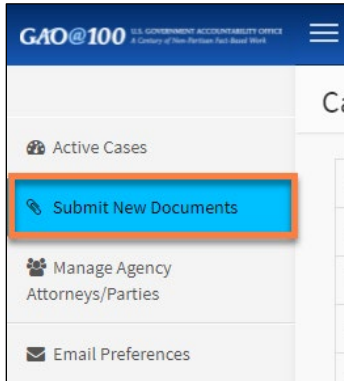 GAO@100 U.S. GOVERNMENT ACCOUNTABILITY OFFICE
A Century of Non-Partisan Fact-Based Work
Ca
Active Cases
Submit New Documents
Manage Agency
Attorneys/Parties
Email Preferences